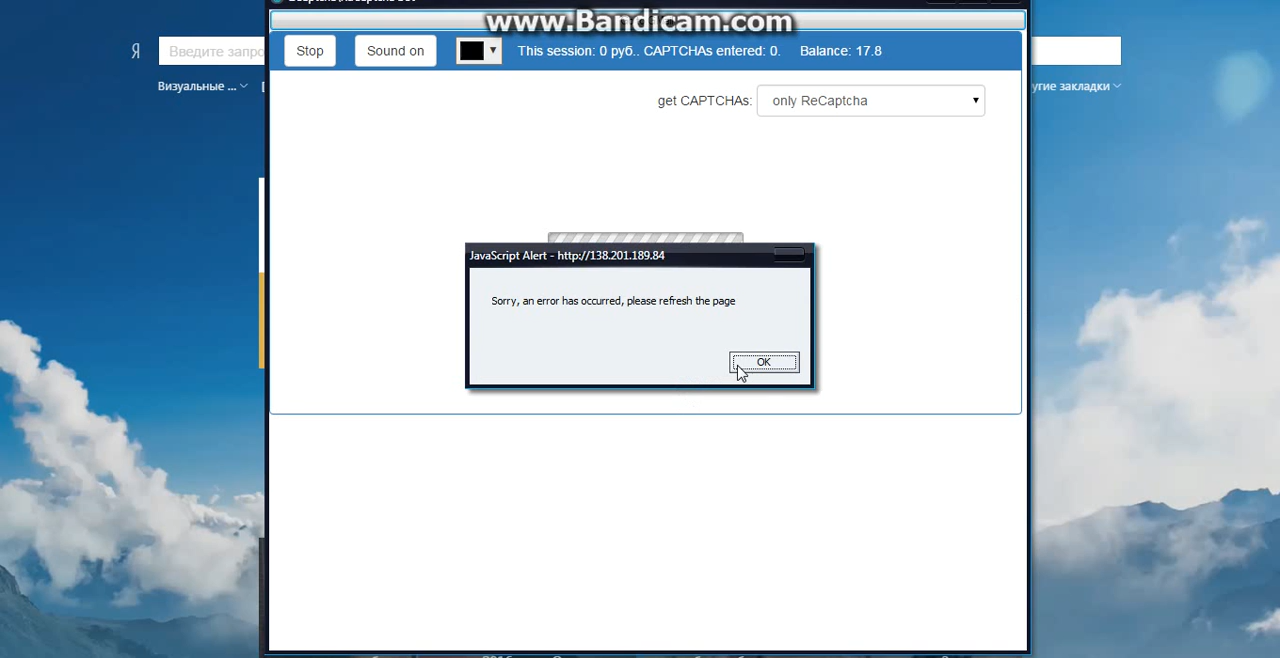 www.Bandicam.com
Я
Введите запро
Stop
Sound on
This session: 0 руб.. CAPTCHAs entered: 0.
Balance: 17.8
Визуальные ...
угие закладки
get CAPTCHAs:
only ReCaptcha
JavaScript Alert - http://138.201.189.84
Sorry, an error has occurred, please refresh the page
OK